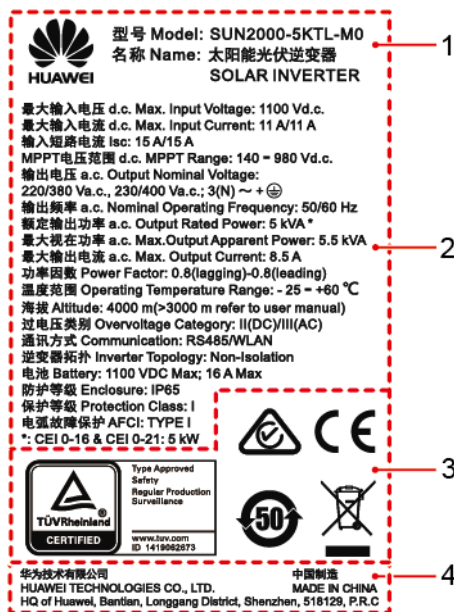 HUAWEI
型号 Model: SUN2000-5KTL-M0
名称 Name: 太阳能光伏逆变器
SOLAR INVERTER
1
最大输入电压 d.c. Max. Input Voltage: 1100 Vd.c.
最大输入电流 d.c. Max. Input Current: 11 A/11 A
输入短路电流 Isc: 15 A/15 A
MPPT电压范围 d.c. MPPT Range: 140 - 980 Vd.c.
输出电压 a.c. Output Nominal Voltage:
220/380 Va.c., 230/400 Va.c.; 3(N) ～ +
输出频率 a.c. Nominal Operating Frequency: 50/60 Hz
额定输出功率 a.c. Output Rated Power: 5 kVA *
最大视在功率 a.c. Max.Output Apparent Power: 5.5 kVA
2
最大输出电流 a.c. Max. Output Current: 8.5 A
功率因数 Power Factor: 0.8(lagging)-0.8(leading)
温度范围 Operating Temperature Range: - 25 - +60 ℃
海拔 Altitude: 4000 m(>3000 m refer to user manual)
过电压类别 Overvoltage Category: II(DC)/III(AC)
通讯方式 Communication: RS485/WLAN
逆变器拓扑 Inverter Topology: Non-Isolation
电池 Battery: 1100 VDC Max; 16 A Max
防护等级 Enclosure: IP65
保护等级 Protection Class: I
电弧故障保护 AFCI: TYPE I
*: CEI 0-16 & CEI 0-21: 5 kW
CE
3
TÜVRheinland
CERTIFIED
Type Approved
Safety
Regular Production
Surveillance
www.tuv.com
ID 1419062673
50
华为技术有限公司
中国制造
4
HUAWEI TECHNOLOGIES CO., LTD.
MADE IN CHINA
HQ of Huawei, Bantian, Longgang District, Shenzhen, 518129, P.R.C